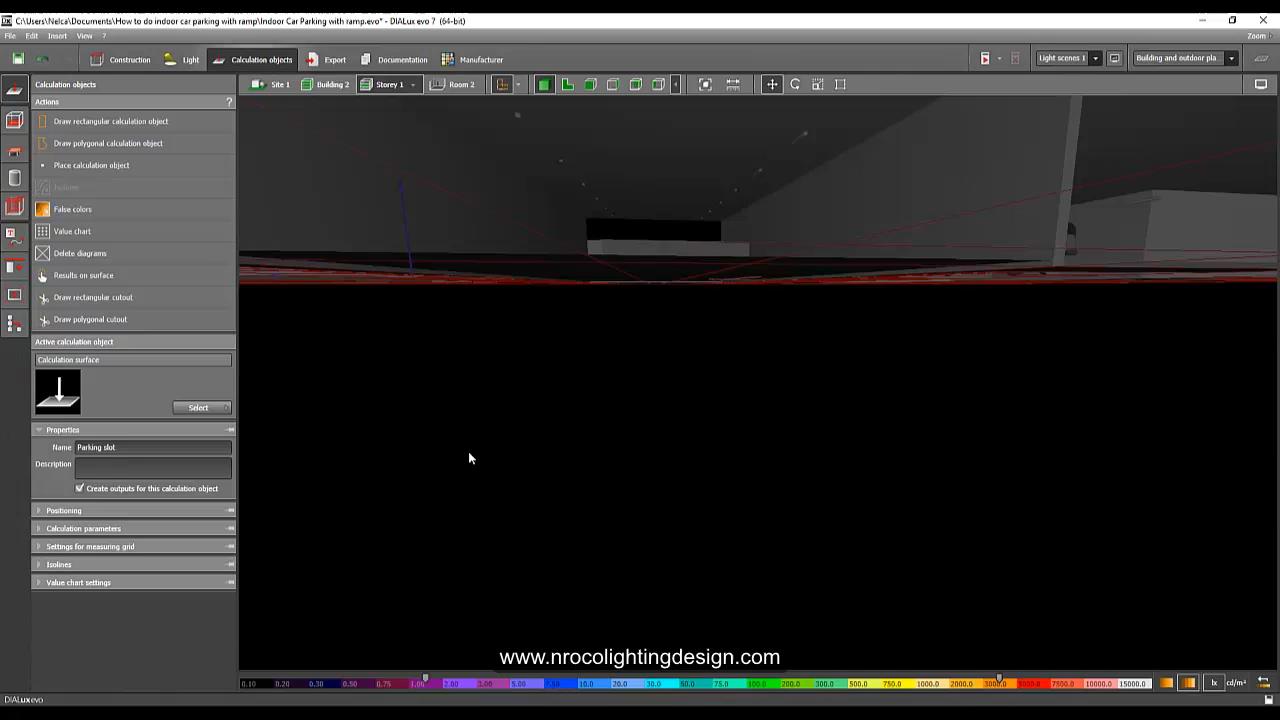 C:\Users\Nelca\Documents\How to do indoor car parking with ramp\Indoor Car Parking with ramp.evo* - DIALux evo 7 (64-bit)
File Edit Insert View ? Zoom
Construction Light Calculation objects Export Documentation Manufacturer Light scenes 1 Building and outdoor pla...
Calculation objects Site 1 Building 2 Storey 1 Room 2
Actions ?
Draw rectangular calculation object
Draw polygonal calculation object
Place calculation object
False colors
Value chart
Delete diagrams
Results on surface
Draw rectangular cutout
Draw polygonal cutout
Active calculation object
Calculation surface
Select
Properties
Name Parking slot
Description
Create outputs for this calculation object
Positioning
Calculation parameters
Settings for measuring grid
Isolines
Value chart settings
www.nrocolightingdesign.com
0.10 0.20 0.30 0.50 0.75 1.00 2.00 3.00 5.00 7.50 10.0 20.0 30.0 50.0 75.0 100.0 300.0 500.0 750.0 1000.0 2000.0 3000.0 5000.0 7500.0 10000.0 15000.0 lx cd/m²
DIALux evo